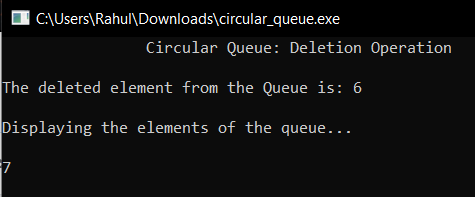 C:\Users\Rahul\Downloads\circular_queue.exe
Circular Queue: Deletion Operation
The deleted element from the Queue is: 6
Displaying the elements of the queue...
7